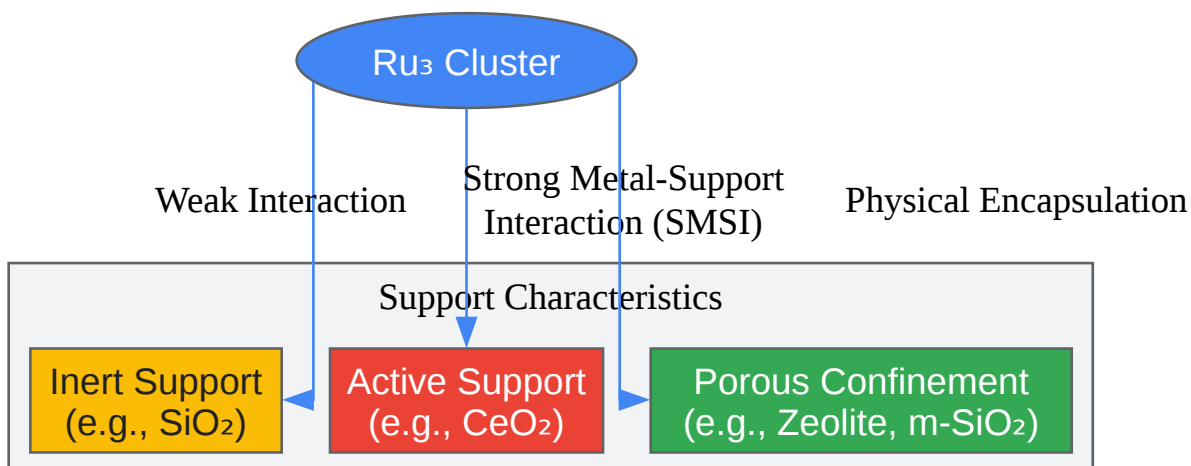 Ru₃ Cluster
Weak Interaction
Strong Metal-Support
Interaction (SMSI)
Physical Encapsulation
Support Characteristics
Inert Support
(e.g., SiO₂)
Active Support
(e.g., CeO₂)
Porous Confinement
(e.g., Zeolite, m-SiO₂)